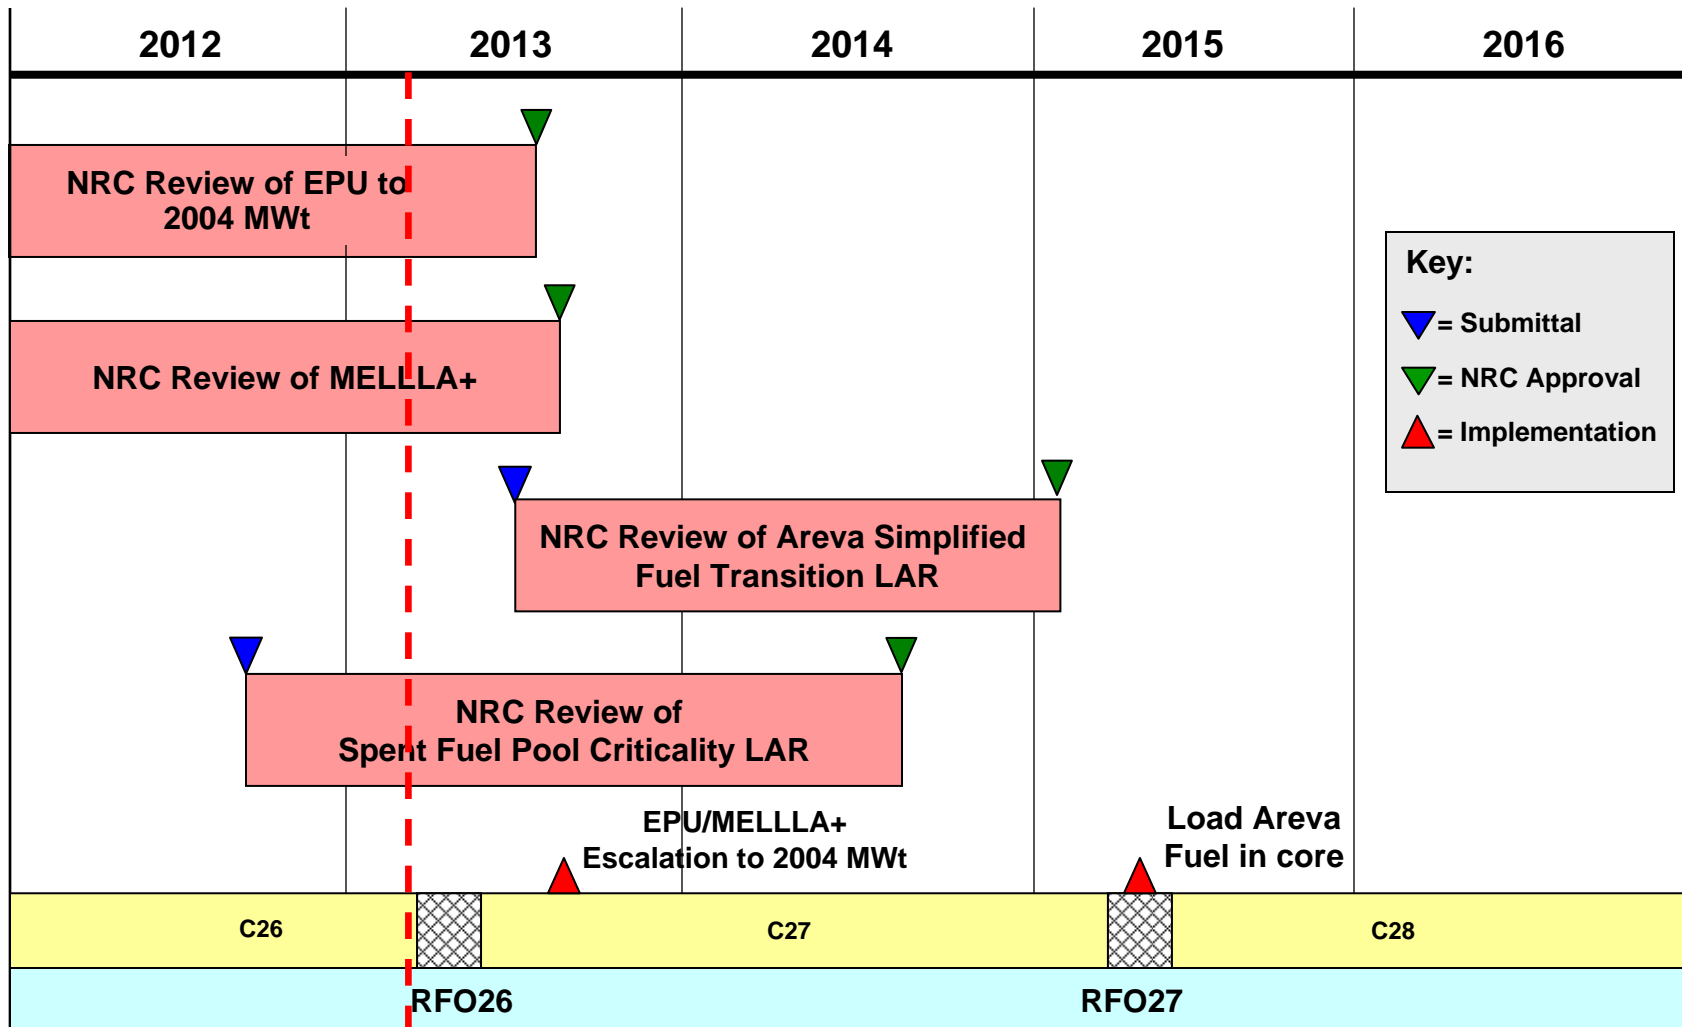 2012 2013 2014 2015 2016
NRC Review of EPU to
2004 MWt
NRC Review of MELLLA+
Key:
= Submittal
= NRC Approval
= Implementation
NRC Review of Areva Simplified
Fuel Transition LAR
NRC Review of
Spent Fuel Pool Criticality LAR
EPU/MELLLA+
Escalation to 2004 MWt
Load Areva
Fuel in core
C26 C27 C28
RFO26 RFO27